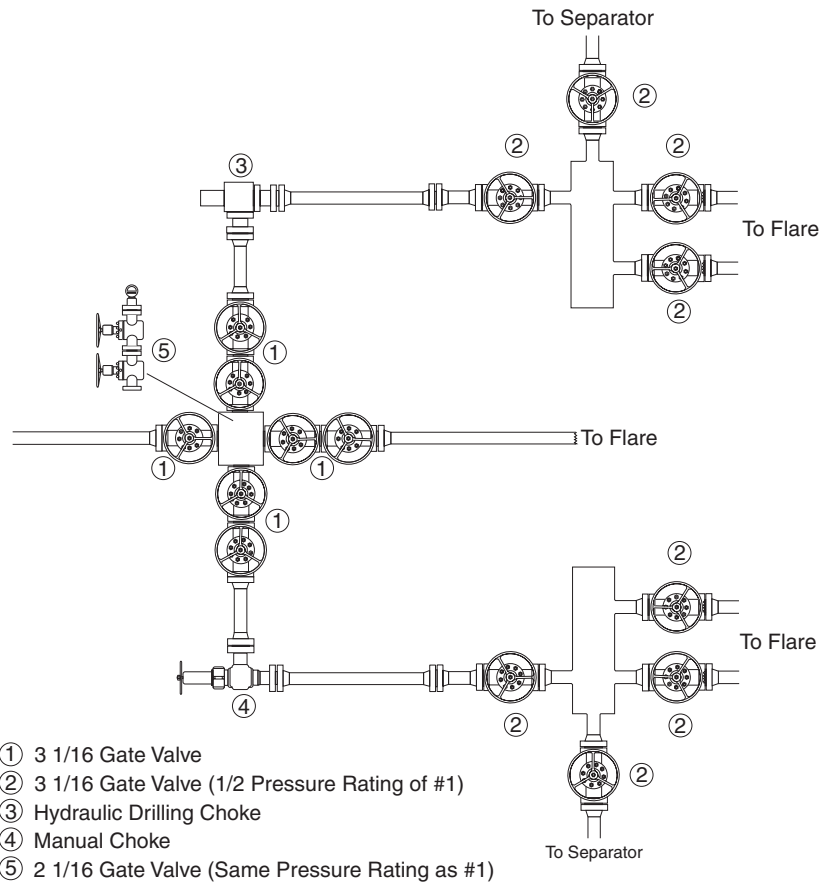 To Separator
②
②
②
③
To Flare
②
⑤
①
To Flare
①
①
①
②
To Flare
④
②
②
②
To Separator
① 3 1/16 Gate Valve
② 3 1/16 Gate Valve (1/2 Pressure Rating of #1)
③ Hydraulic Drilling Choke
④ Manual Choke
⑤ 2 1/16 Gate Valve (Same Pressure Rating as #1)